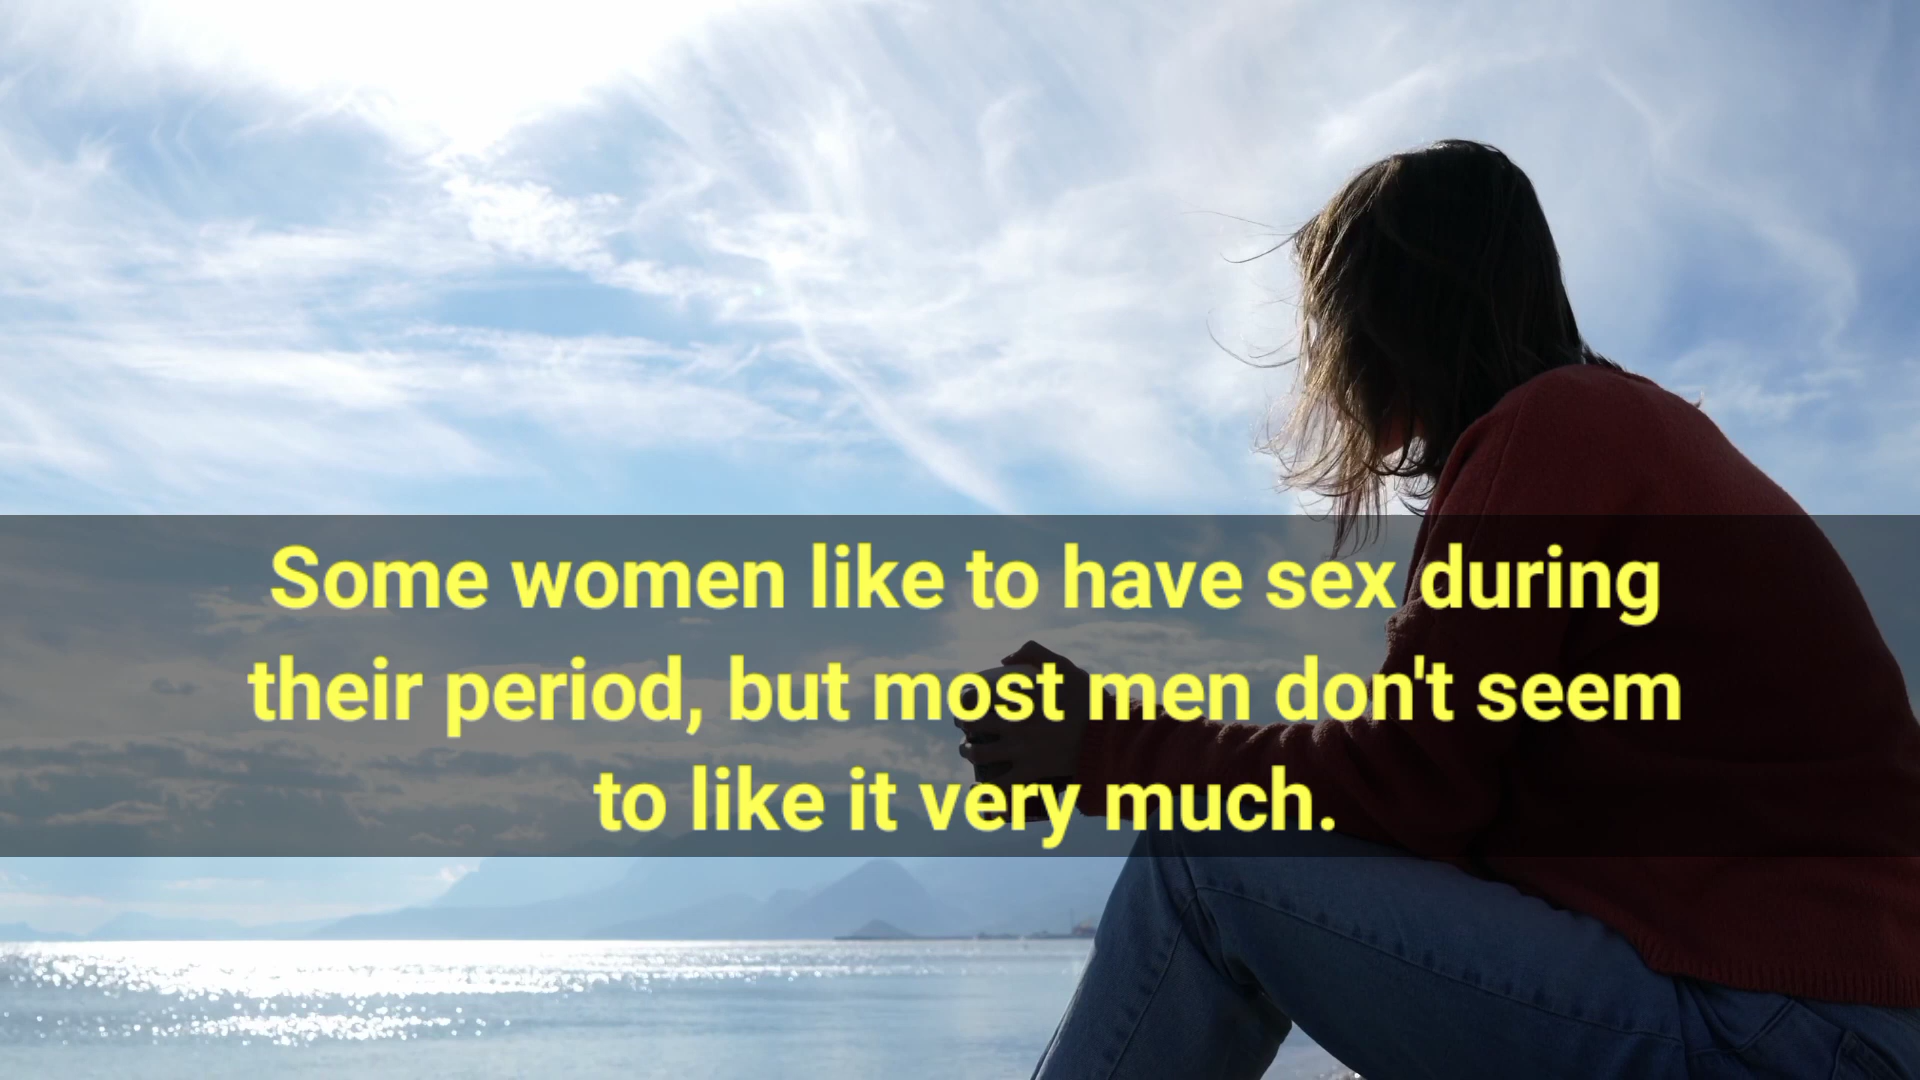 Some women like to have sex during
their period, but most men don't seem
to like it very much.